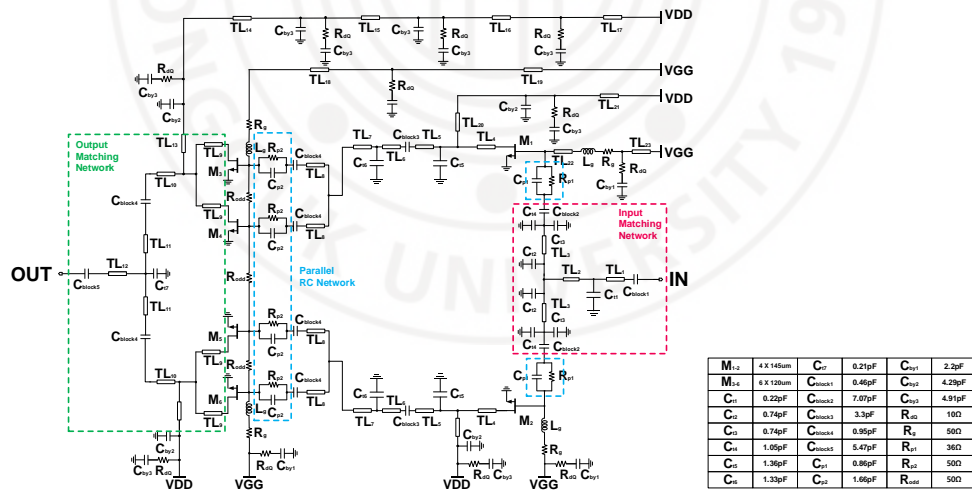 UNIVERSITY 19
TL14
Cby3
RdQ
Cby3
TL15
Cby3
RdQ
Cby3
TL16
RdQ
Cby3
TL17
VDD
RdQ
Cby3
Cby2
TL18
RdQ
TL19
VGG
Cby2
RdQ
Cby3
TL21
VDD
TL20
Output
Matching
Network
TL13
TL9
TL10
Cblock4
M3
Rg
Lg
Rp2
Cp2
Cblock4
TL8
TL7
Cblock3
TL5
TL4
M1
Ct6
TL6
Ct5
TL22
Lg
Rg
TL23
VGG
RdQ
Cby1
Rodd
TL9
M4
Rp2
Cp2
Cblock4
TL8
Cp1
Rp1
Ct4
Cblock2
Input
Matching
Network
TL11
Rodd
Parallel
RC Network
Ct3
TL3
Ct2
TL2
TL1
OUT
Cblock5
TL12
Ct7
Ct1
Cblock1
IN
TL11
Ct2
TL3
Ct3
Cblock4
M5
Rp2
Cp2
Cblock4
TL8
Ct4
Cblock2
TL10
TL9
Rodd
Rp2
Cp2
Cblock4
TL8
Cp1
Rp1
M6
TL9
Lg
Ct6
TL6
Ct5
TL7
Cblock3
TL5
TL4
M2
Lg
Cby2
Rg
Cby2
Rg
Cby3
RdQ
RdQ
Cby1
Cby3
RdQ
RdQ
Cby1
VDD
VGG
VDD
VGG
M1-2 4 X 145um Ct7 0.21pF Cby1 2.2pF
M3-6 6 X 120um Cblock1 0.46pF Cby2 4.29pF
Ct1 0.22pF Cblock2 7.07pF Cby3 4.91pF
Ct2 0.74pF Cblock3 3.3pF RdQ 10Ω
Ct3 0.74pF Cblock4 0.95pF Rg 50Ω
Ct4 1.05pF Cblock5 5.47pF Rp1 36Ω
Ct5 1.36pF Cp1 0.86pF Rp2 50Ω
Ct6 1.33pF Cp2 1.66pF Rodd 50Ω